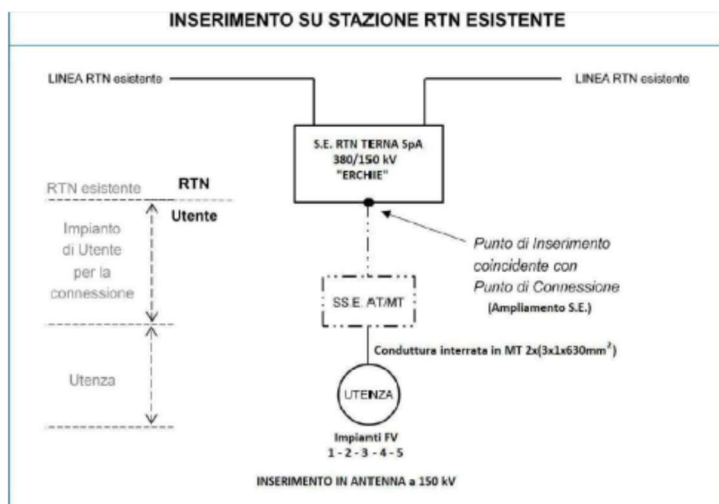 INSERIMENTO SU STAZIONE RTN ESISTENTE
LINEA RTN esistente
LINEA RTN esistente
S.E. RTN TERNA SpA
380/150 kV
"ERCHIE"
RTN esistente
RTN
Utente
Impianto
di Utente
per la
connessione
Punto di Inserimento
coincidente con
Punto di Connessione
(Ampliamento S.E.)
SS.E. AT/MT
Conduttura interrata in MT 2x(3x1x630mm²)
Utenza
UTENZA
Impianti FV
1 - 2 - 3 - 4 - 5
INSERIMENTO IN ANTENNA a 150 kV